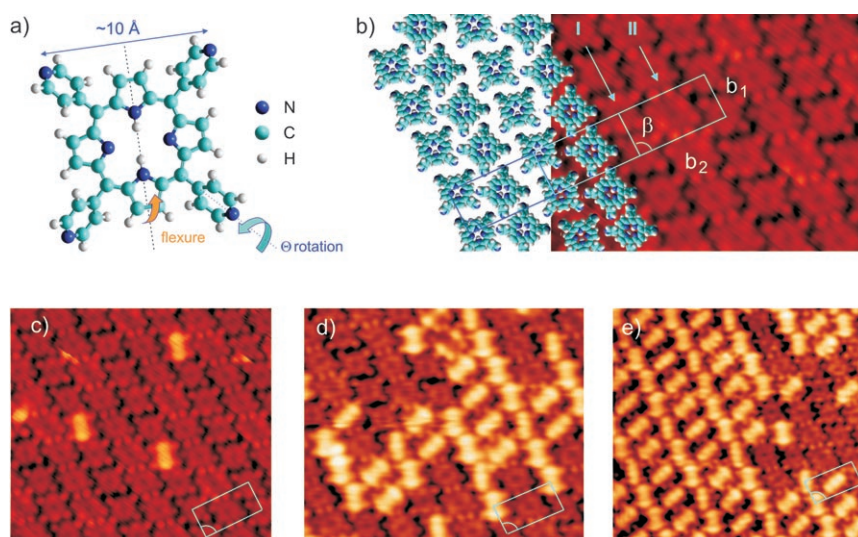 a)
~10 Å
N
C
H
flexure
Θ rotation
b)
I
II
b1
β
b2
c)
d)
e)